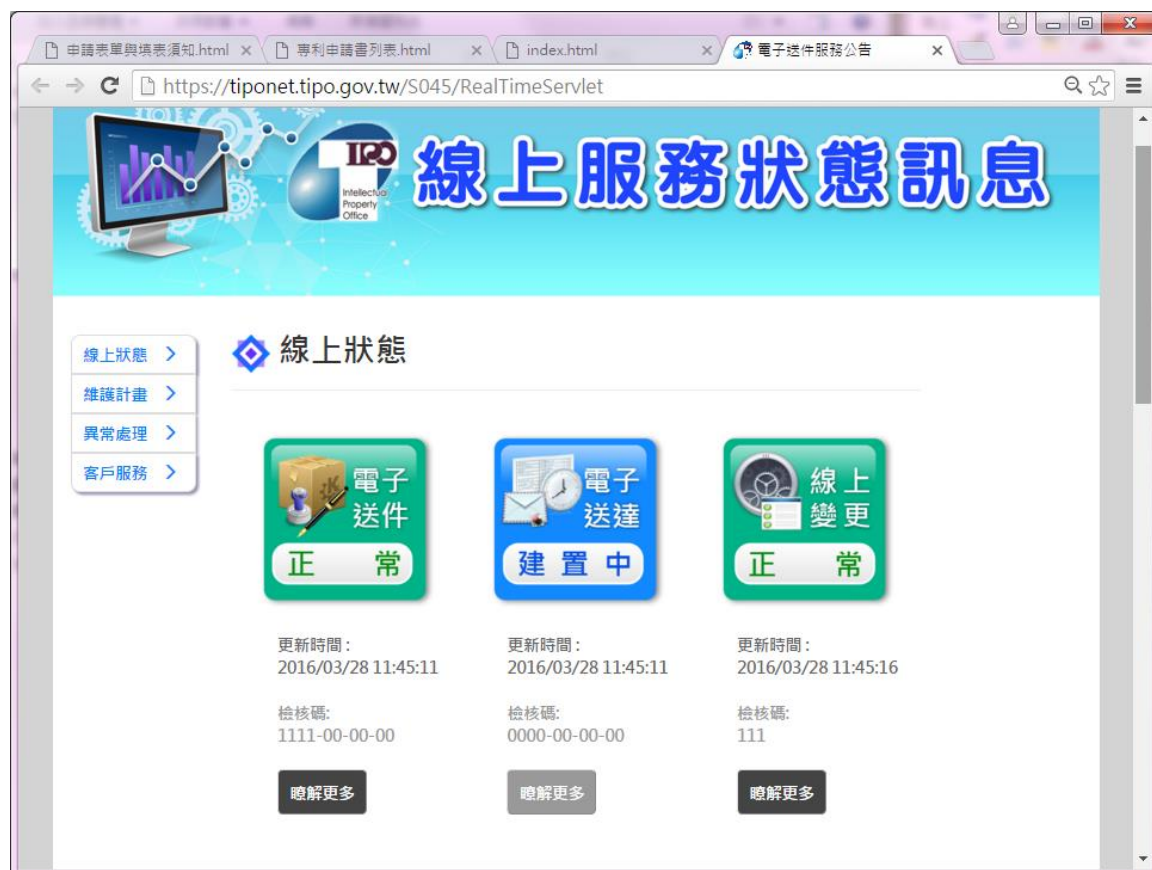 申請表單與填表須知.html
專利申請書列表.html
index.html
電子送件服務公告
https://tiponet.tipo.gov.tw/S045/RealTimeServlet
TIPO
Intellectual
Property
Office
線上服務狀態訊息
線上狀態
維護計畫
異常處理
客戶服務
線上狀態
電子
送件
正常
電子
送達
建置中
線上
變更
正常
更新時間:
2016/03/28 11:45:11
更新時間:
2016/03/28 11:45:11
更新時間:
2016/03/28 11:45:16
檢核碼:
1111-00-00-00
檢核碼:
0000-00-00-00
檢核碼:
111
瞭解更多
瞭解更多
瞭解更多